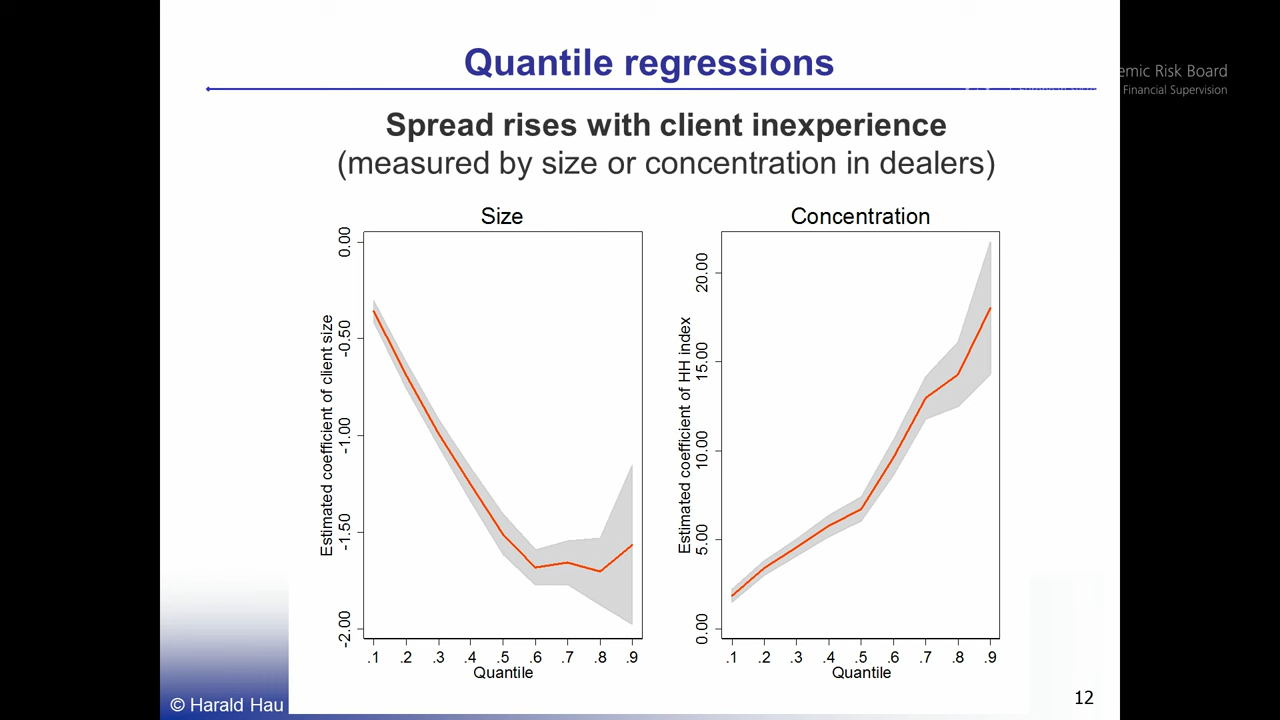 Quantile regressions
emic Risk Board
Financial Supervision
Spread rises with client inexperience
(measured by size or concentration in dealers)
Size
Estimated coefficient of client size
0.00
-0.50
-1.00
-1.50
-2.00
.1 .2 .3 .4 .5 .6 .7 .8 .9
Quantile
Concentration
Estimated coefficient of HH index
20.00
15.00
10.00
5.00
0.00
.1 .2 .3 .4 .5 .6 .7 .8 .9
Quantile
© Harald Hau
12